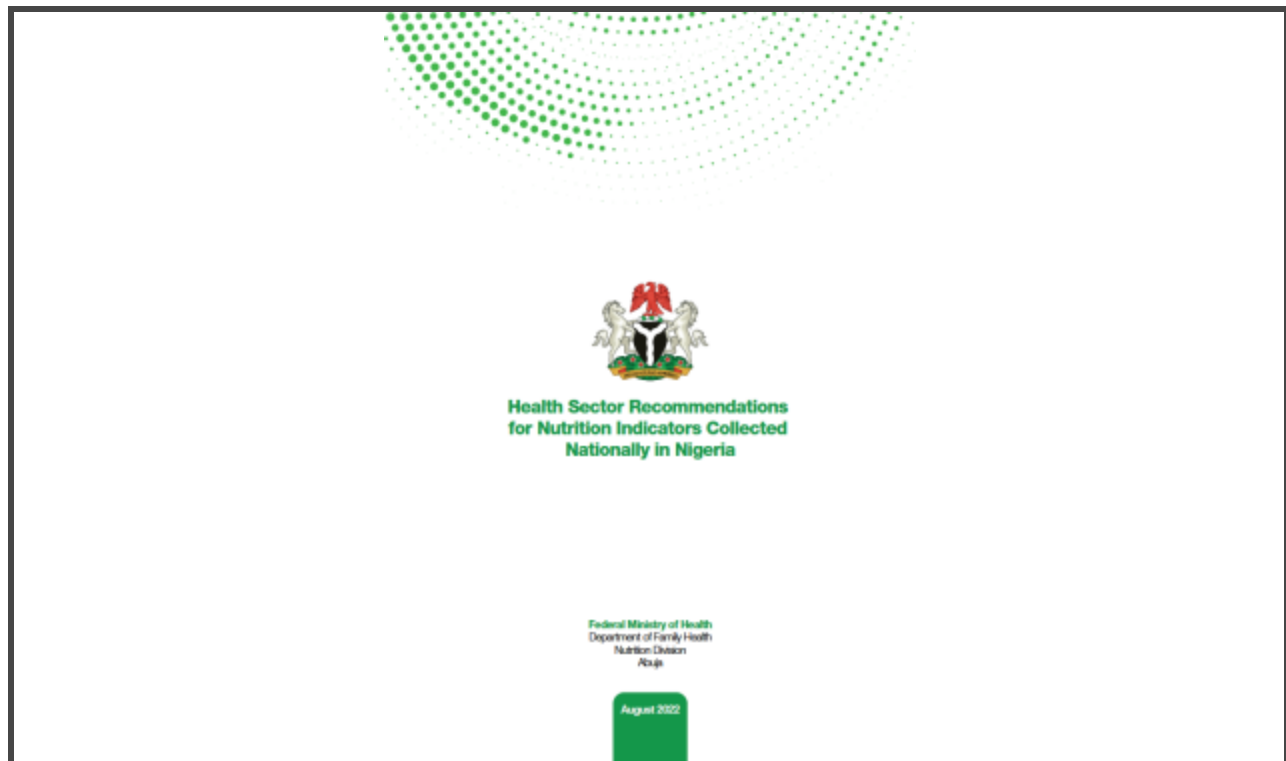 Health Sector Recommendations
for Nutrition Indicators Collected
Nationally in Nigeria
Federal Ministry of Health
Department of Family Health
Nutrition Division
Abuja
August 2022